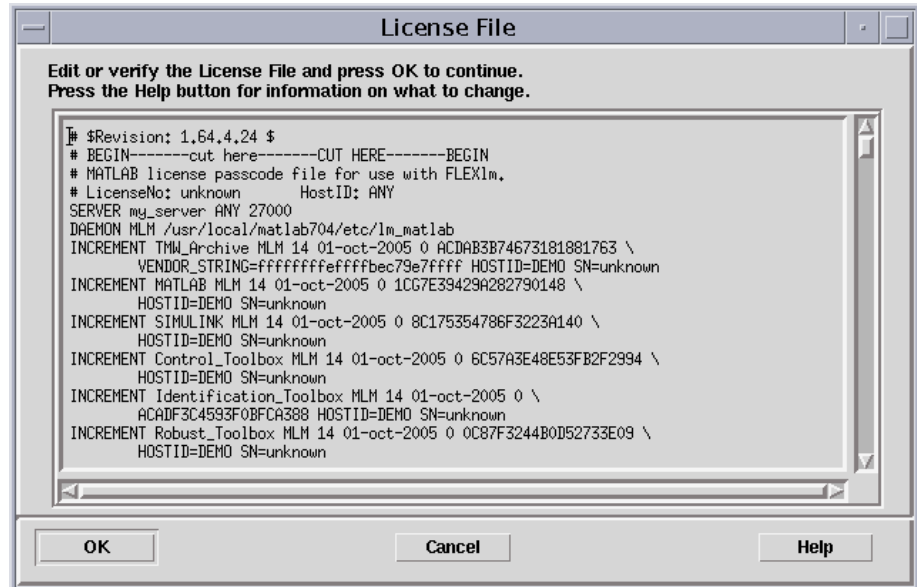 License File
Edit or verify the License File and press OK to continue.
Press the Help button for information on what to change.
# $Revision: 1.64.4.24 $
# BEGIN-------cut here-------CUT HERE-------BEGIN
# MATLAB license passcode file for use with FLEXlm.
# LicenseNo: unknown HostID: ANY
SERVER my_server ANY 27000
DAEMON MLM /usr/local/matlab704/etc/lm_matlab
INCREMENT TMW_Archive MLM 14 01-oct-2005 0 ACDAB3B74673181881763 \
VENDOR_STRING=ffffffffeffffbec79e7ffff HOSTID=DEMO SN=unknown
INCREMENT MATLAB MLM 14 01-oct-2005 0 1CG7E39429A282790148 \
HOSTID=DEMO SN=unknown
INCREMENT SIMULINK MLM 14 01-oct-2005 0 8C175354786F3223A140 \
HOSTID=DEMO SN=unknown
INCREMENT Control_Toolbox MLM 14 01-oct-2005 0 6C57A3E48E53FB2F2994 \
HOSTID=DEMO SN=unknown
INCREMENT Identification_Toolbox MLM 14 01-oct-2005 0 \
ACADF3C4593F0BFCA388 HOSTID=DEMO SN=unknown
INCREMENT Robust_Toolbox MLM 14 01-oct-2005 0 0C87F3244B0D52733E09 \
HOSTID=DEMO SN=unknown
OK
Cancel
Help